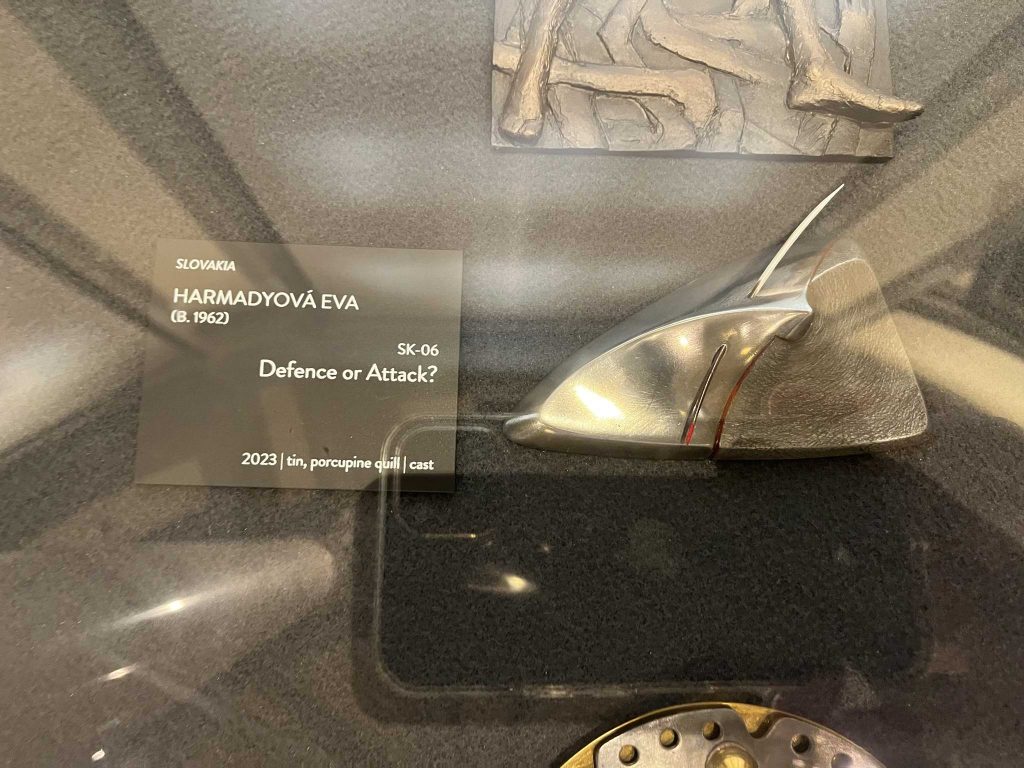 SLOVAKIA
HARMADYOVÁ EVA
(B. 1962)
SK-06
Defence or Attack?
2023 | tin, porcupine quill | cast